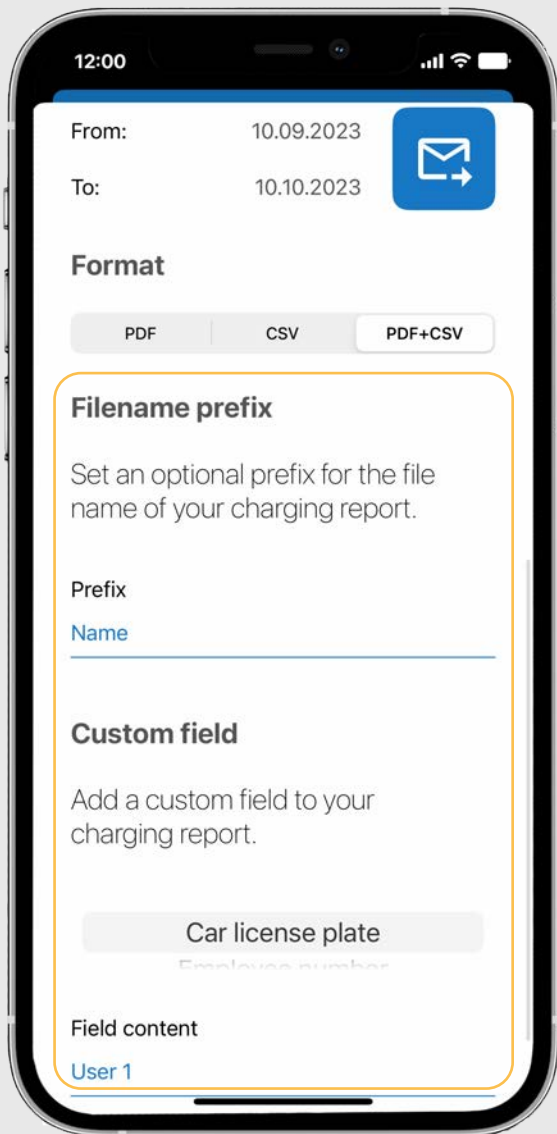 12:00
From: 10.09.2023
To: 10.10.2023
Format
PDF CSV PDF+CSV
Filename prefix
Set an optional prefix for the file
name of your charging report.
Prefix
Name
Custom field
Add a custom field to your
charging report.
Car license plate
Employee number
Field content
User 1